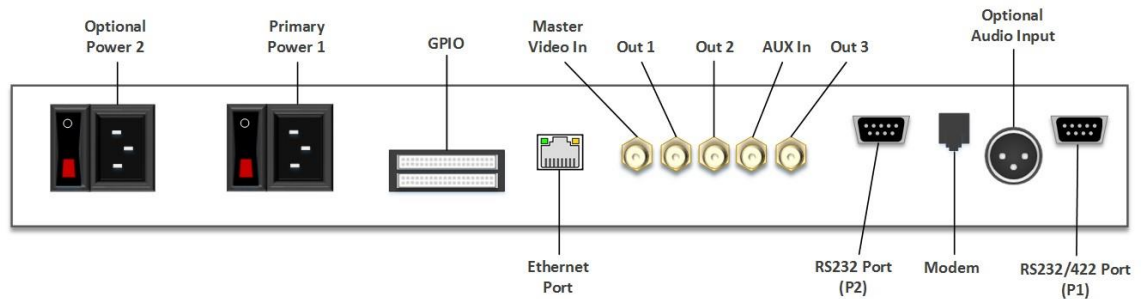 Optional
Power 2
Primary
Power 1
GPIO
Master
Video In
Out 1
Out 2
AUX In
Out 3
Optional
Audio Input
Ethernet
Port
RS232 Port
(P2)
Modem
RS232/422 Port
(P1)